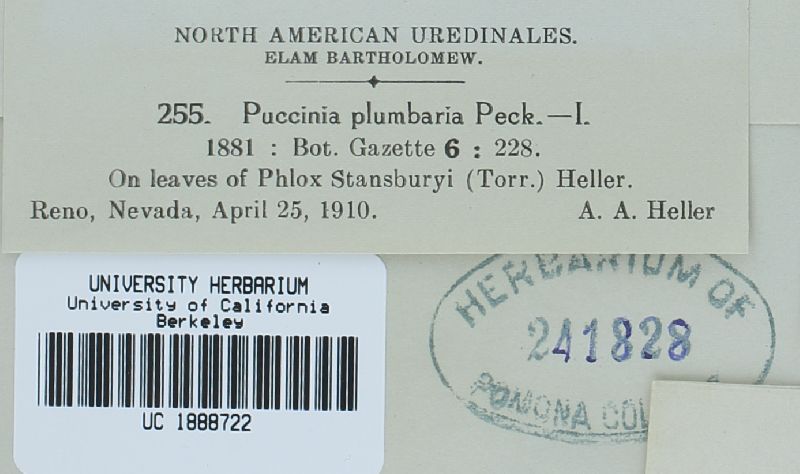 NORTH AMERICAN UREDINALES.
ELAM BARTHOLOMEW.
255. Puccinia plumbaria Peck.—I.
1881 : Bot. Gazette 6 : 228.
On leaves of Phlox Stansburyi (Torr.) Heller.
Reno, Nevada, April 25, 1910. A. A. Heller
UNIVERSITY HERBARIUM
University of California
Berkeley
UC 1888722
HERBARIUM OF
241828
POMONA